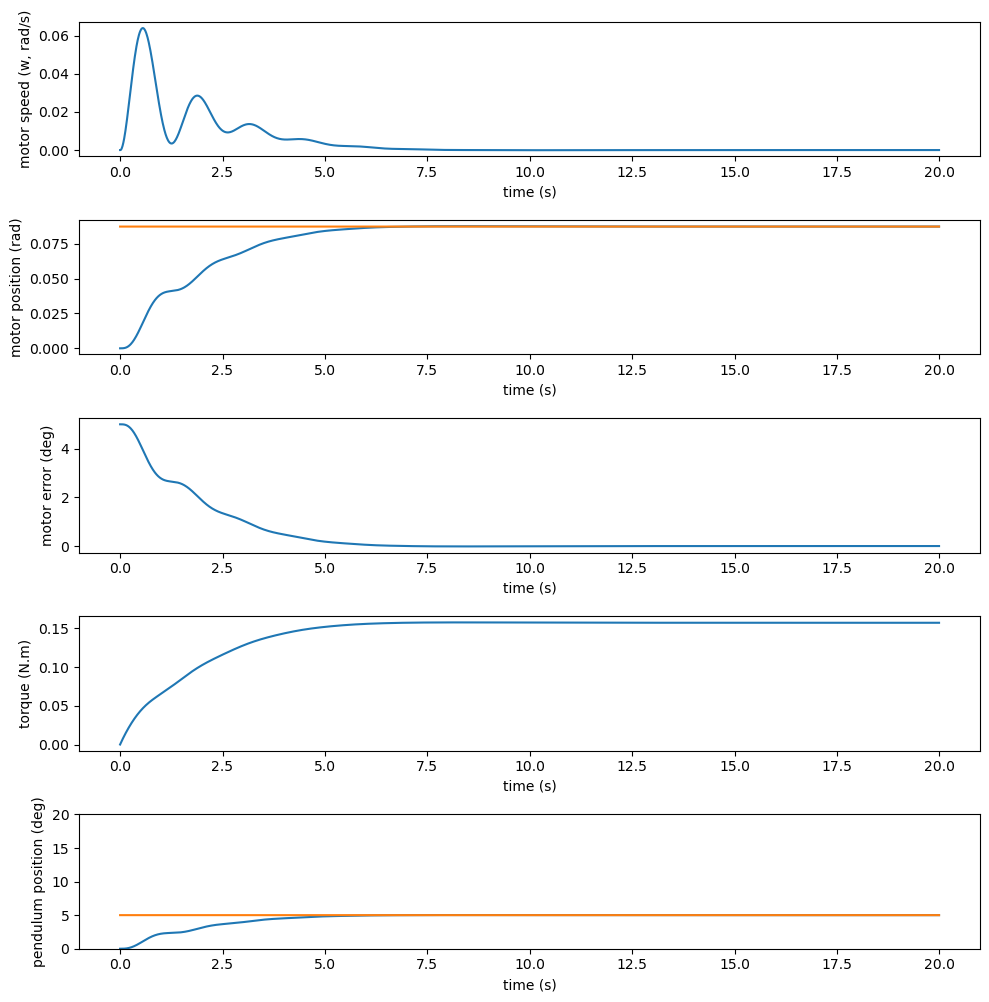 motor speed (w, rad/s)
0.06
0.04
0.02
0.00
0.0 2.5 5.0 7.5 10.0 12.5 15.0 17.5 20.0
time (s)
motor position (rad)
0.075
0.050
0.025
0.000
0.0 2.5 5.0 7.5 10.0 12.5 15.0 17.5 20.0
time (s)
motor error (deg)
4
2
0
0.0 2.5 5.0 7.5 10.0 12.5 15.0 17.5 20.0
time (s)
torque (N.m)
0.15
0.10
0.05
0.00
0.0 2.5 5.0 7.5 10.0 12.5 15.0 17.5 20.0
time (s)
pendulum position (deg)
20
15
10
5
0
0.0 2.5 5.0 7.5 10.0 12.5 15.0 17.5 20.0
time (s)